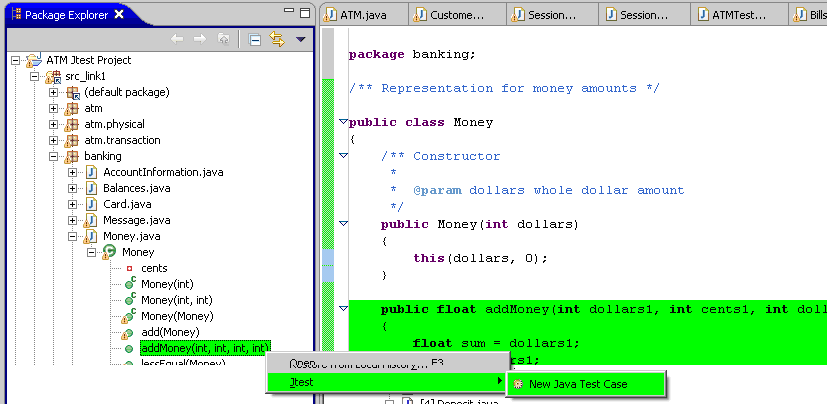 Package Explorer
ATM Jtest Project
src_link1
(default package)
atm
atm.physical
atm.transaction
banking
AccountInformation.java
Balances.java
Card.java
Message.java
Money.java
Money
cents
Money(int)
Money(int, int)
Money(Money)
add(Money)
addMoney(int, int, int, int)
lessEqual(Money)
ATM.java
Custome...
Session...
Session...
ATMTest...
Bills
package banking;
/** Representation for money amounts */
public class Money
{
/** Constructor
*
* @param dollars whole dollar amount
*/
public Money(int dollars)
{
this(dollars, 0);
}
public float addMoney(int dollars1, int cents1, int dol
{
float sum = dollars1;
rs1;
Open F3
Restore from Local History...
Jtest
New Java Test Case
[4] Deposit.java